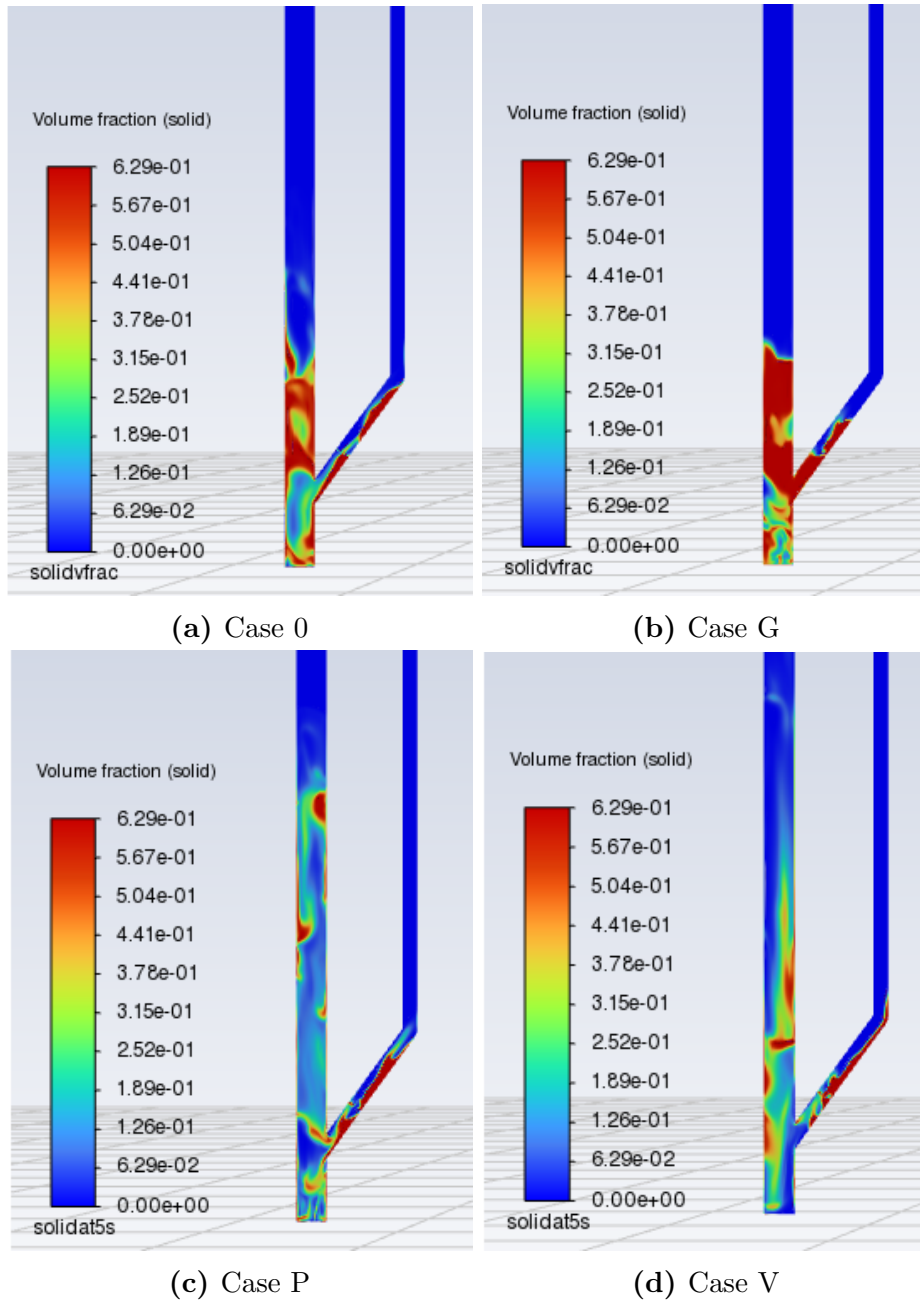 Volume fraction (solid)
6.29e-01
5.67e-01
5.04e-01
4.41e-01
3.78e-01
3.15e-01
2.52e-01
1.89e-01
1.26e-01
6.29e-02
0.00e+00
solidvfrac
(a) Case 0
Volume fraction (solid)
6.29e-01
5.67e-01
5.04e-01
4.41e-01
3.78e-01
3.15e-01
2.52e-01
1.89e-01
1.26e-01
6.29e-02
0.00e+00
solidvfrac
(b) Case G
Volume fraction (solid)
6.29e-01
5.67e-01
5.04e-01
4.41e-01
3.78e-01
3.15e-01
2.52e-01
1.89e-01
1.26e-01
6.29e-02
0.00e+00
solidat5s
(c) Case P
Volume fraction (solid)
6.29e-01
5.67e-01
5.04e-01
4.41e-01
3.78e-01
3.15e-01
2.52e-01
1.89e-01
1.26e-01
6.29e-02
0.00e+00
solidat5s
(d) Case V